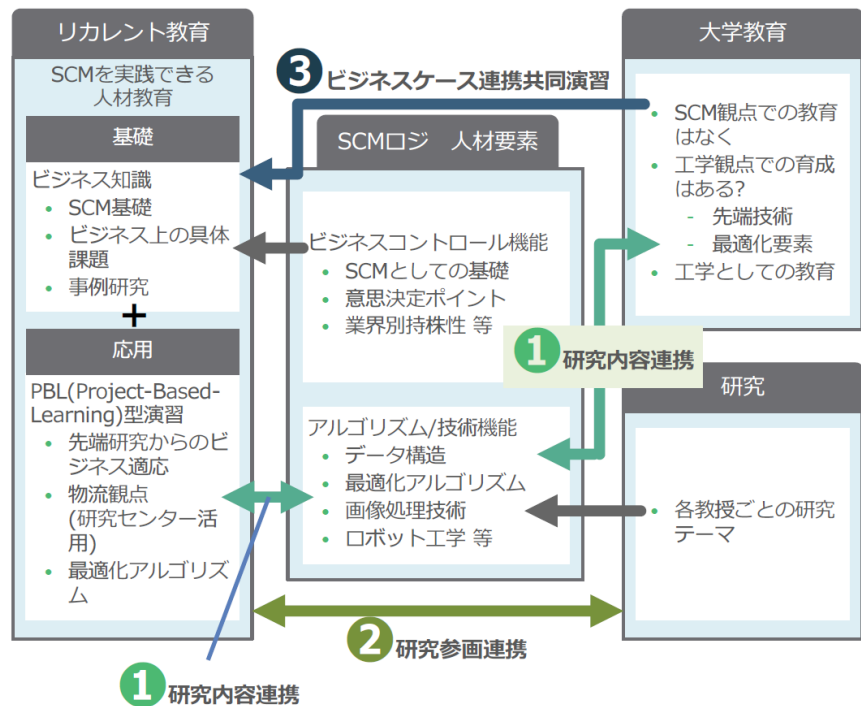 リカレント教育
SCMを実践できる
人材教育
基礎
ビジネス知識
• SCM基礎
• ビジネス上の具体
課題
• 事例研究
+
応用
PBL(Project-Based-
Learning)型演習
• 先端研究からのビ
ジネス適応
• 物流観点
(研究センター活
用)
• 最適化アルゴリズ
ム
3 ビジネスケース連携共同演習
SCMロジ 人材要素
ビジネスコントロール機能
• SCMとしての基礎
• 意思決定ポイント
• 業界別持株性 等
アルゴリズム/技術機能
• データ構造
• 最適化アルゴリズム
• 画像処理技術
• ロボット工学 等
大学教育
• SCM観点での教育
はなく
• 工学観点での育成
はある?
- 先端技術
- 最適化要素
• 工学としての教育
1 研究内容連携
研究
• 各教授ごとの研究
テーマ
2 研究参画連携
1 研究内容連携